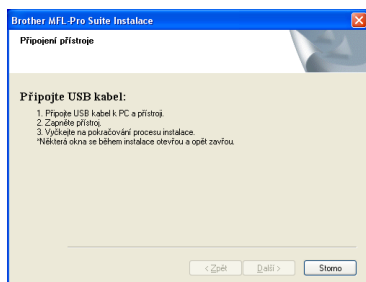 Brother MFL-Pro Suite Instalace
Připojení přístroje
Připojte USB kabel:
1. Připojte USB kabel k PC a přístroji.
2. Zapněte přístroj.
3. Vyčkejte na pokračování procesu instalace.
*Některá okna se během instalace otevřou a opět zavřou.
< Zpět
Další >
Storno